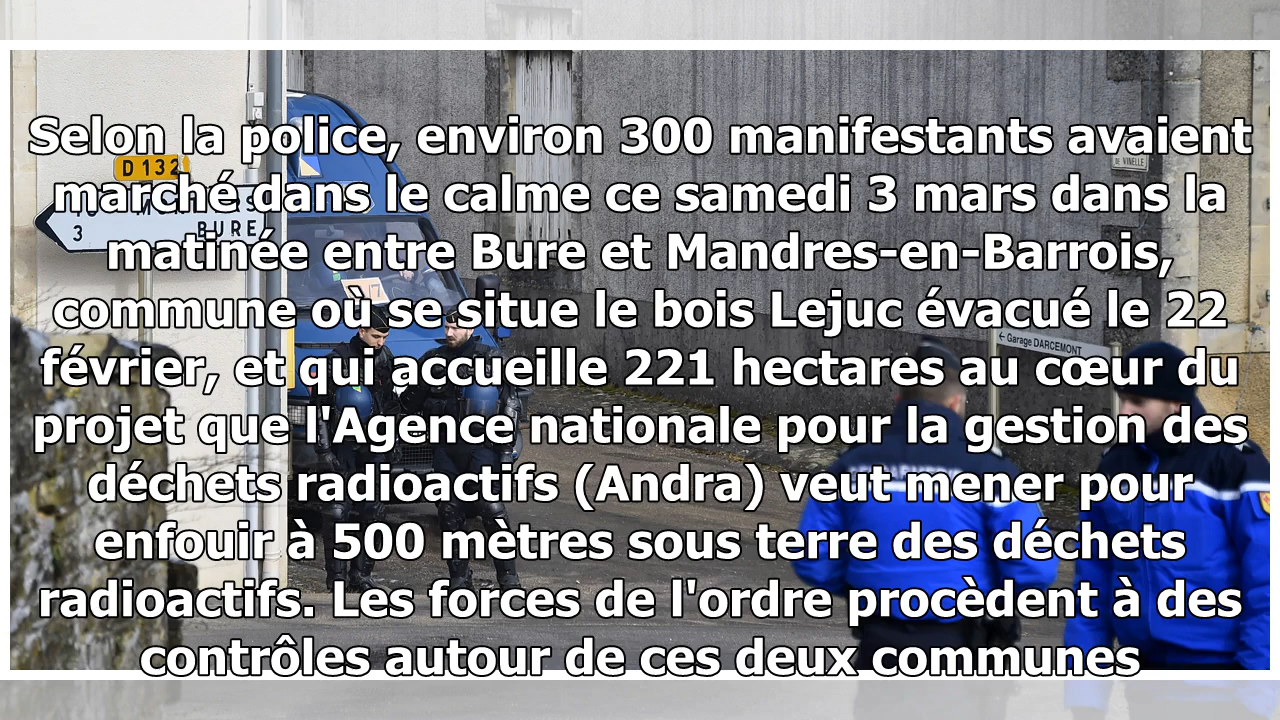 Selon la police, environ 300 manifestants avaient
marché dans le calme ce samedi 3 mars dans la
matinée entre Bure et Mandres-en-Barrois,
commune où se situe le bois Lejuc évacué le 22
février, et qui accueille 221 hectares au cœur du
projet que l'Agence nationale pour la gestion des
déchets radioactifs (Andra) veut mener pour
enfouir à 500 mètres sous terre des déchets
radioactifs. Les forces de l'ordre procèdent à des
contrôles autour de ces deux communes
D 132
3 BURE
DE VINELLE
← Garage DARCEMONT